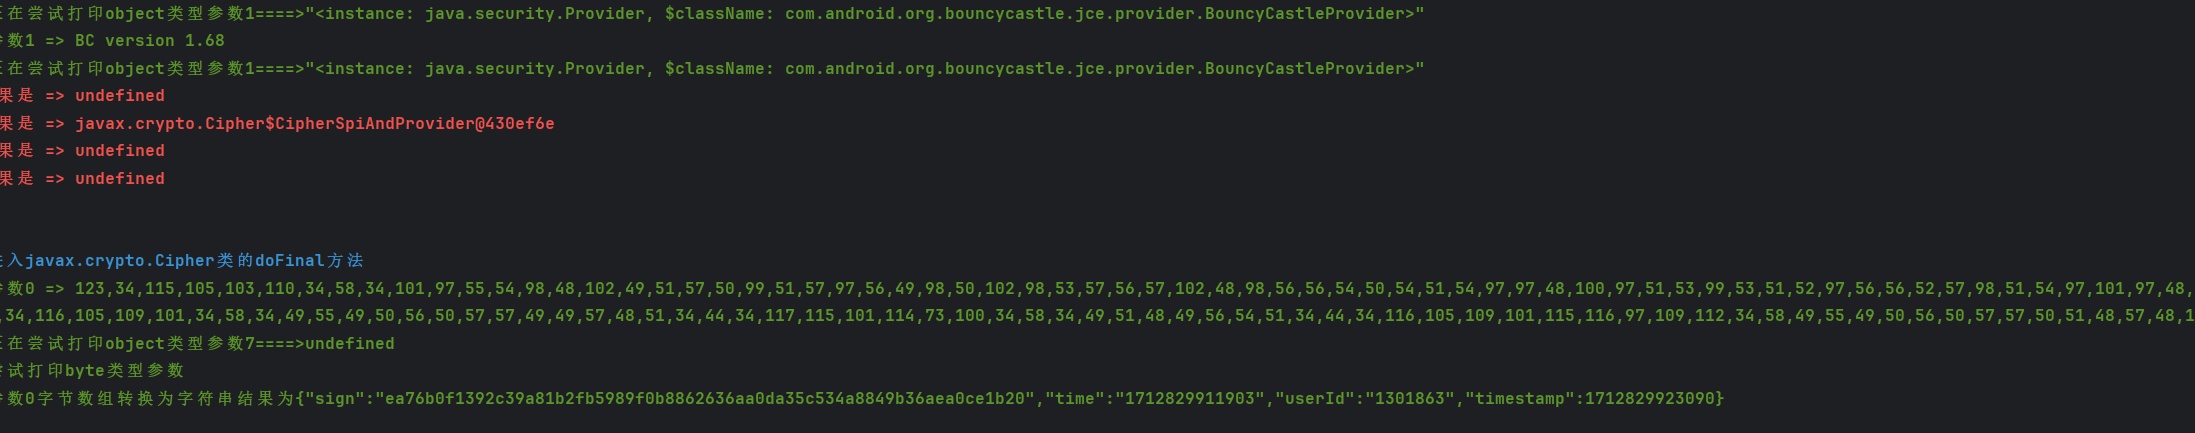 在尝试打印object类型参数1====>"<instance: java.security.Provider, $className: com.android.org.bouncycastle.jce.provider.BouncyCastleProvider>"
数1 => BC version 1.68
在尝试打印object类型参数1====>"<instance: java.security.Provider, $className: com.android.org.bouncycastle.jce.provider.BouncyCastleProvider>"
果是 => undefined
果是 => javax.crypto.Cipher$CipherSpiAndProvider@430ef6e
果是 => undefined
果是 => undefined
入javax.crypto.Cipher类的doFinal方法
数0 => 123,34,115,105,103,110,34,58,34,101,97,55,54,98,48,102,49,51,57,50,99,51,57,97,56,49,98,50,102,98,53,57,56,57,102,48,98,56,56,54,50,54,51,54,97,97,48,100,97,51,53,99,53,51,52,97,56,56,52,57,98,51,54,97,101,97,48,
,34,116,105,109,101,34,58,34,49,55,49,50,56,50,57,57,49,49,57,48,51,34,44,34,117,115,101,114,73,100,34,58,34,49,51,48,49,56,54,51,34,44,34,116,105,109,101,115,116,97,109,112,34,58,49,55,49,50,56,50,57,57,50,51,48,57,48,1
在尝试打印object类型参数7====>undefined
试打印byte类型参数
数0字节数组转换为字符串结果为{"sign":"ea76b0f1392c39a81b2fb5989f0b8862636aa0da35c534a8849b36aea0ce1b20","time":"1712829911903","userId":"1301863","timestamp":1712829923090}